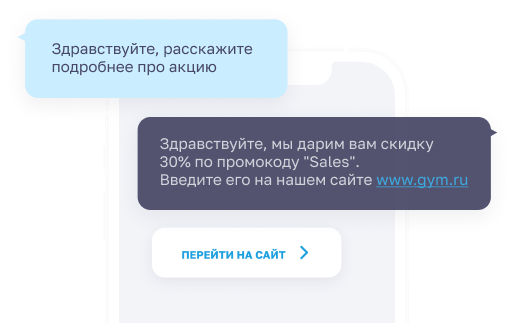 Здравствуйте, расскажите
подробнее про акцию
Здравствуйте, мы дарим вам скидку
30% по промокоду "Sales".
Введите его на нашем сайте www.gym.ru
ПЕРЕЙТИ НА САЙТ